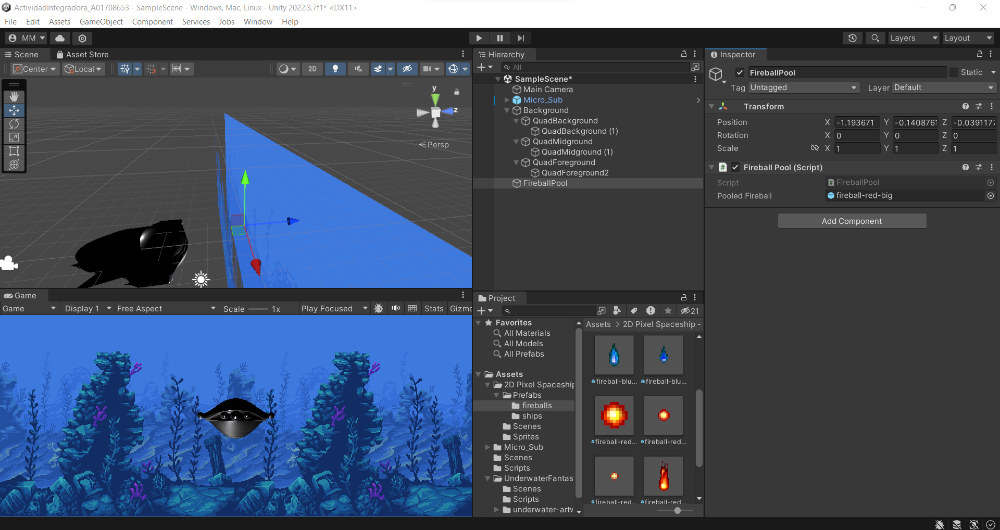 ActividadIntegradora_A01708653 - SampleScene - Windows, Mac, Linux - Unity 2022.3.7f1* <DX11>
File Edit Assets GameObject Component Services Jobs Window Help
MM
Layers Layout
Scene Asset Store
Center Local 2D
y
z
Persp
Hierarchy
All
SampleScene*
Main Camera
Micro_Sub
Background
QuadBackground
QuadBackground (1)
QuadMidground
QuadMidground (1)
QuadForeground
QuadForeground2
FireballPool
Inspector
FireballPool Static
Tag Untagged Layer Default
Transform
Position X -1.193671 Y -0.1408761 Z -0.0391177
Rotation X 0 Y 0 Z 0
Scale X 1 Y 1 Z 1
Fireball Pool (Script)
Script FireballPool
Pooled Fireball fireball-red-big
Add Component
Game
Game Display 1 Free Aspect Scale 1x Play Focused Stats Gizmo
Project
21
Favorites
All Materials
All Models
All Prefabs
Assets
2D Pixel Spaceship
Prefabs
fireballs
ships
Scenes
Sprites
Micro_Sub
Scenes
Scripts
UnderwaterFantas
Scenes
Scripts
underwater-artw
Assets > 2D Pixel Spaceship -
fireball-blu... fireball-blu...
fireball-red... fireball-red...
fireball-red... fireball-red...